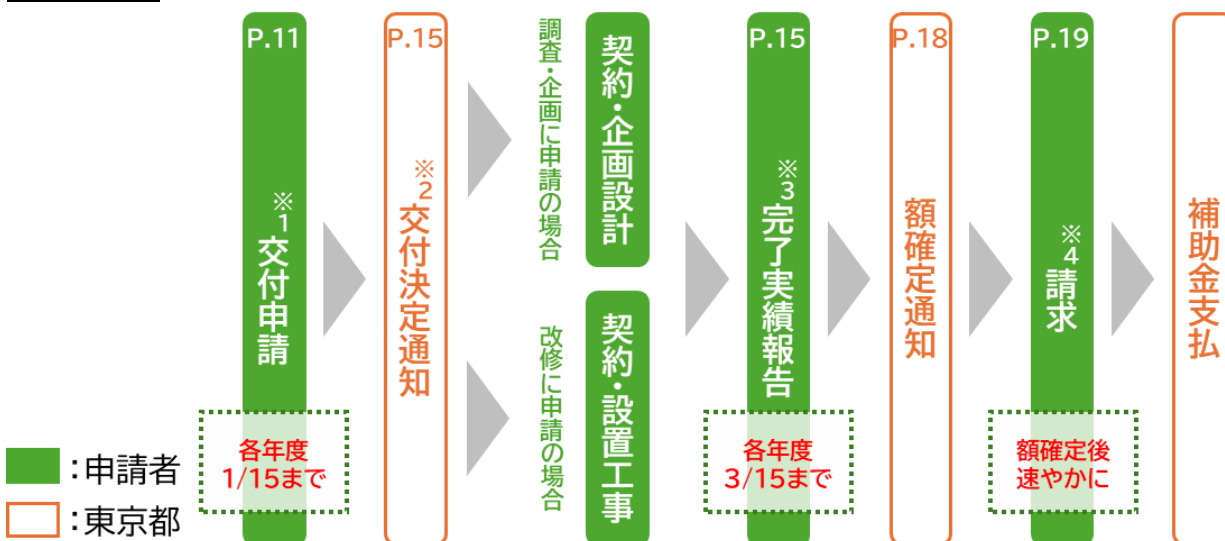 P.11
※1交付申請
各年度
1/15まで
P.15
※2交付決定通知
調査・企画に申請の場合
契約・企画設計
改修に申請の場合
契約・設置工事
P.15
※3完了実績報告
各年度
3/15まで
P.18
額確定通知
P.19
※4請求
額確定後
速やかに
補助金支払
：申請者
：東京都